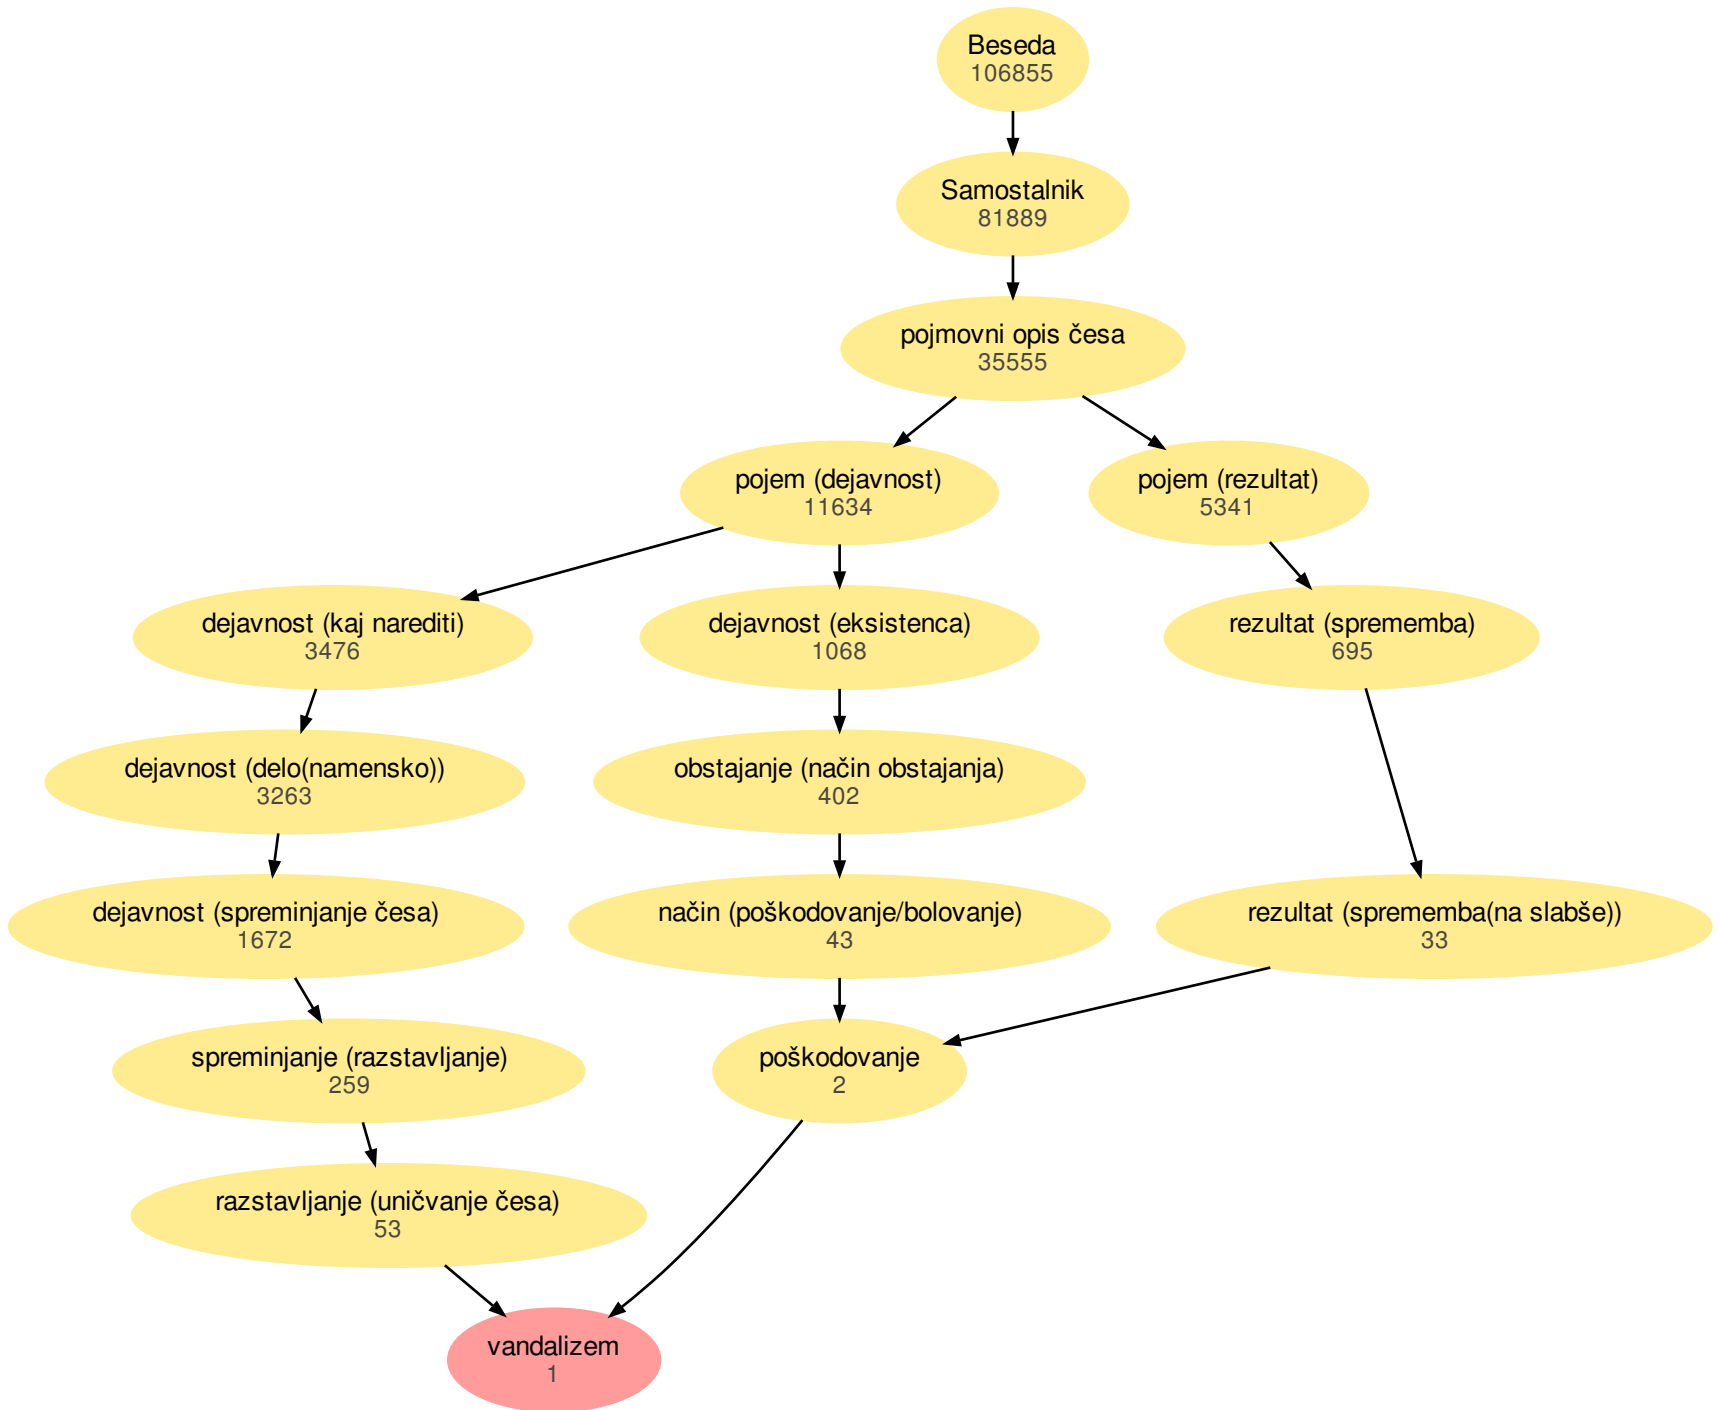 Beseda
106855
Samostalnik
81889
pojmovni opis česa
35555
pojem (dejavnost)
11634
pojem (rezultat)
5341
dejavnost (kaj narediti)
3476
dejavnost (eksistenca)
1068
rezultat (sprememba)
695
dejavnost (delo(namensko))
3263
obstajanje (način obstajanja)
402
dejavnost (spreminjanje česa)
1672
način (poškodovanje/bolovanje)
43
rezultat (sprememba(na slabše))
33
spreminjanje (razstavljanje)
259
poškodovanje
2
razstavljanje (uničvanje česa)
53
vandalizem
1